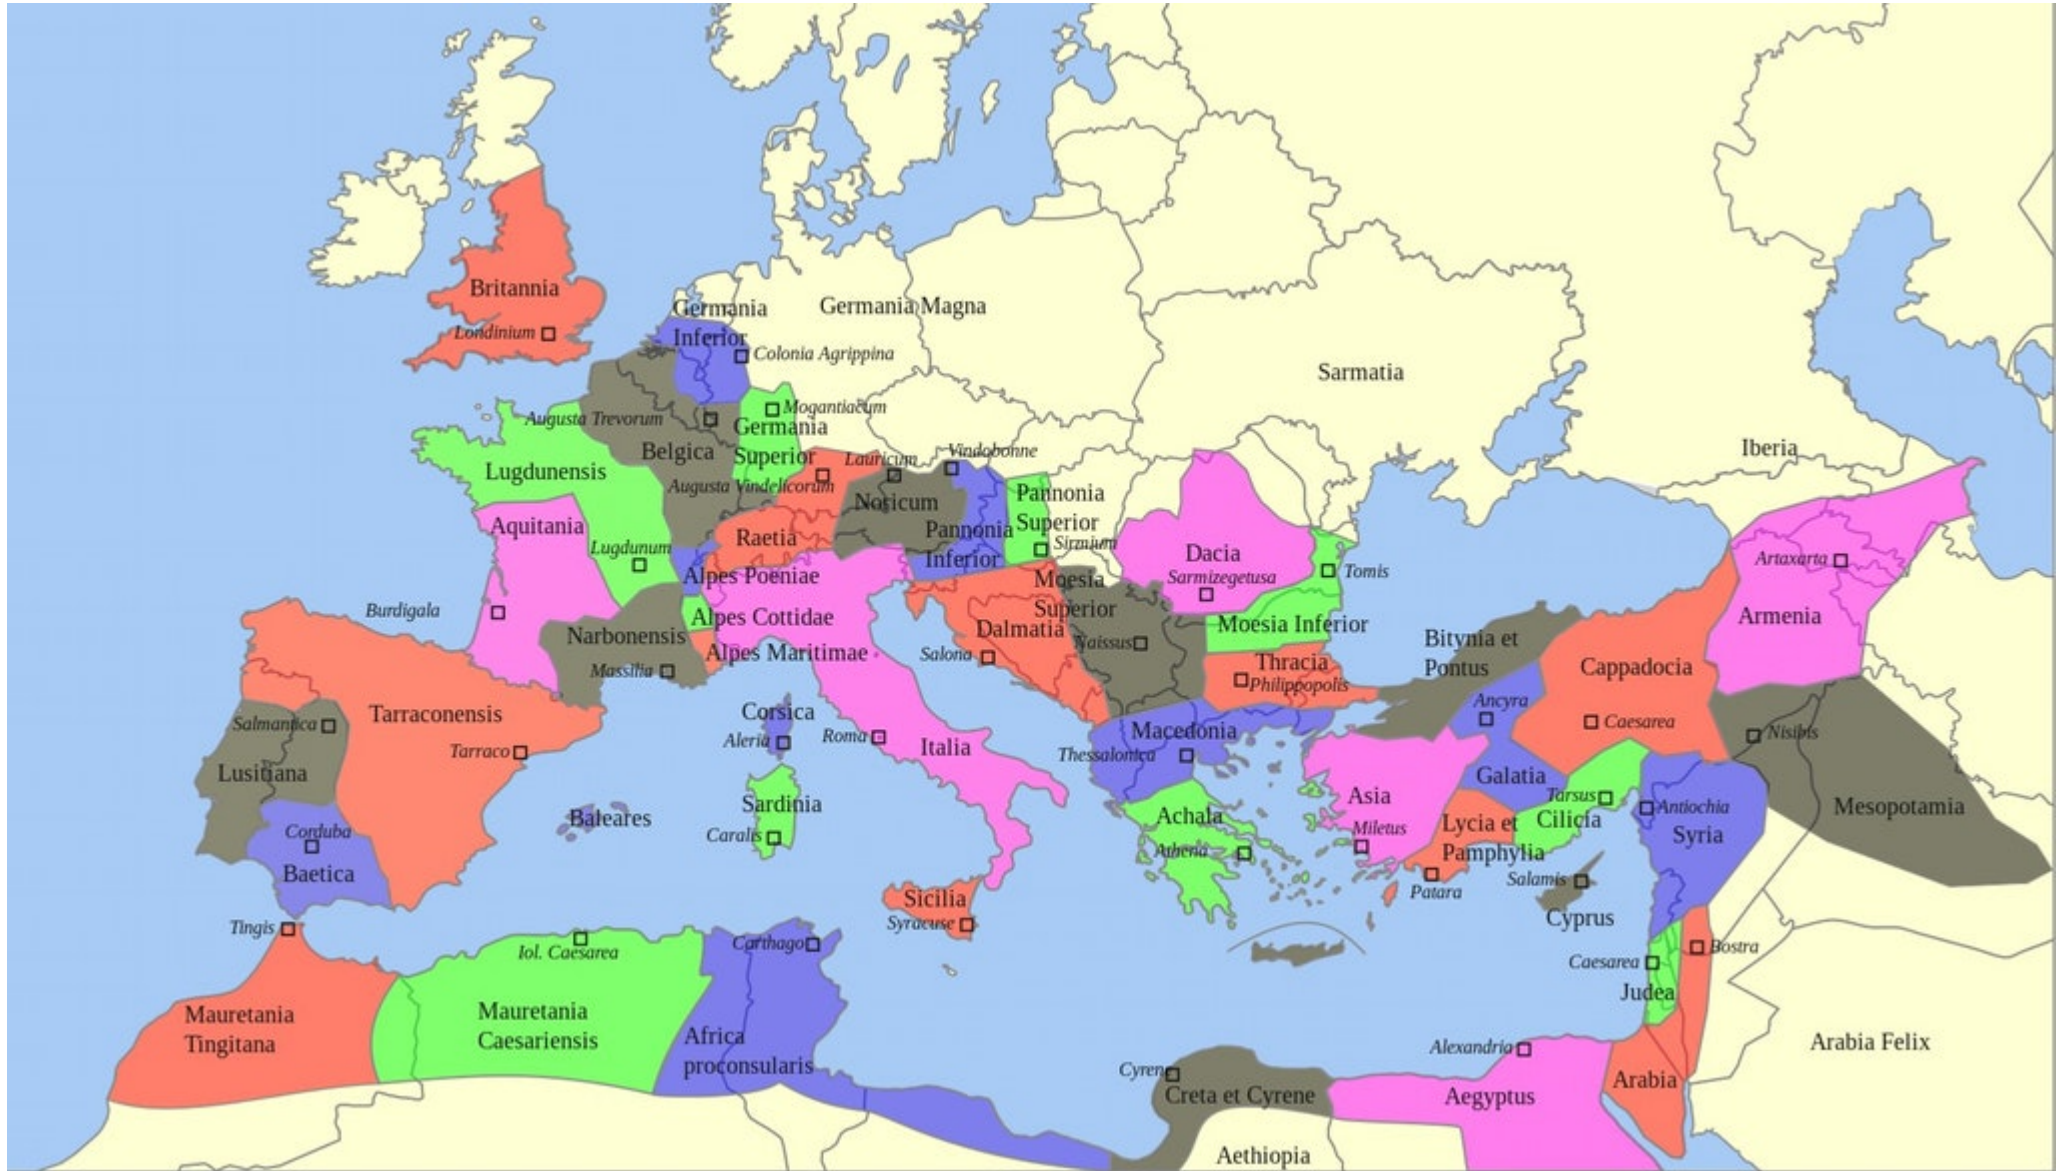 Britannia
Londinium
Germania
Inferior
Germania Magna
Colonia Agrippina
Sarmatia
Augusta Trevorum
Mogantiacum
Germania
Superior
Belgica
Lugdunensis
Lauricum
Vindobonne
Iberia
Augusta Vindelicorum
Noricum
Pannonia
Superior
Aquitania
Raetia
Pannonia
Inferior
Sirmium
Lugdunum
Dacia
Sarmizegetusa
Tomis
Artaxarta
Alpes Poeniae
Moesia
Superior
Burdigala
Alpes Cottidae
Armenia
Narbonensis
Dalmatia
Moesia Inferior
Bitynia et
Pontus
Alpes Maritimae
Salona
Naissus
Massilia
Thracia
Philippopolis
Cappadocia
Ancyra
Tarraconensis
Salmantica
Corsica
Aleria
Roma
Italia
Macedonia
Caesarea
Nisibis
Tarraco
Thessalonica
Lusitiana
Galatia
Sardinia
Asia
Tarsus
Antiochia
Mesopotamia
Baleares
Achala
Miletus
Lycia et
Pamphylia
Cilicia
Syria
Corduba
Caralis
Athena
Baetica
Patara
Salamis
Cyprus
Sicilia
Syracuse
Tingis
Carthago
Bostra
Iol. Caesarea
Caesarea
Judea
Mauretania
Tingitana
Mauretania
Caesariensis
Africa
proconsularis
Alexandria
Arabia Felix
Cyren
Creta et Cyrene
Aegyptus
Arabia
Aethiopia